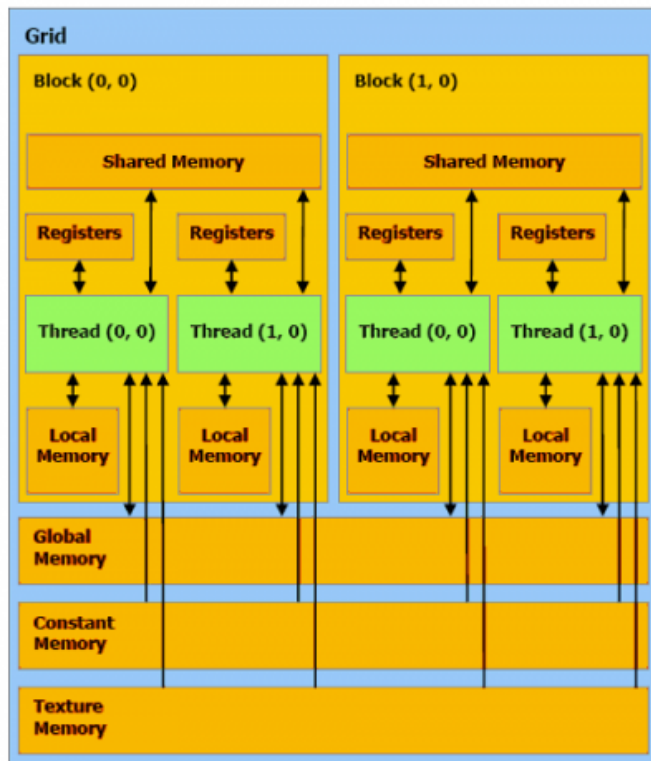 Grid
Block (0, 0)
Block (1, 0)
Shared Memory
Shared Memory
Registers
Registers
Registers
Registers
Thread (0, 0)
Thread (1, 0)
Thread (0, 0)
Thread (1, 0)
Local
Memory
Local
Memory
Local
Memory
Local
Memory
Global
Memory
Constant
Memory
Texture
Memory